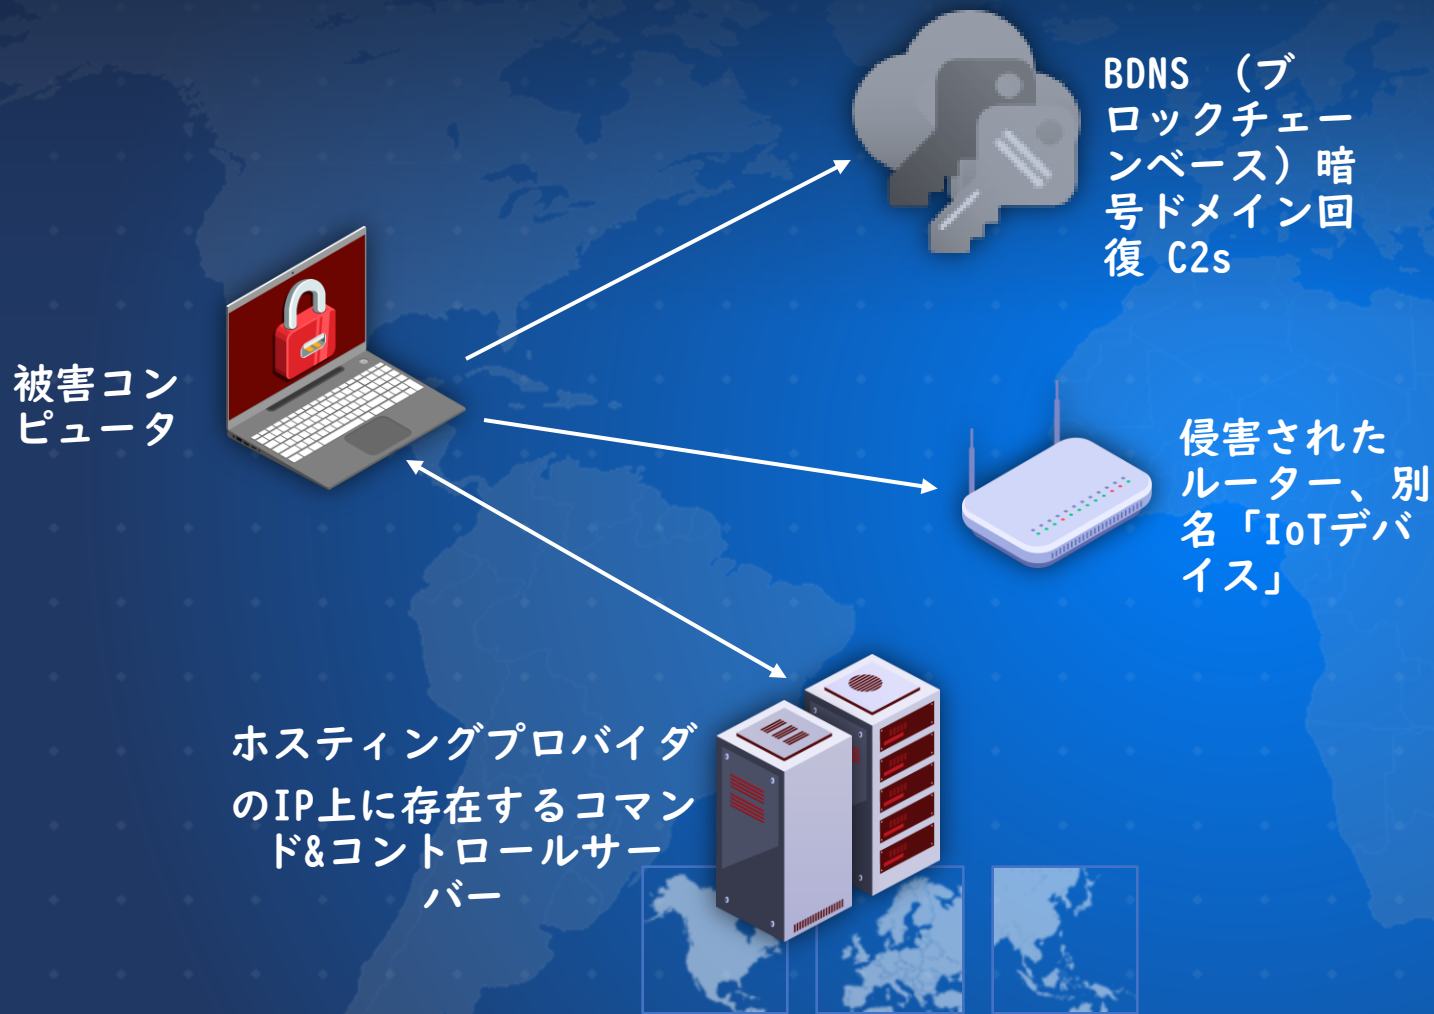 BDNS （ブ
ロックチェー
ンベース）暗
号ドメイン回
復 C2s
被害コン
ピュータ
侵害された
ルーター、別
名「IoTデバ
イス」
ホスティングプロバイダ
のIP上に存在するコマン
ド&コントロールサー
バー